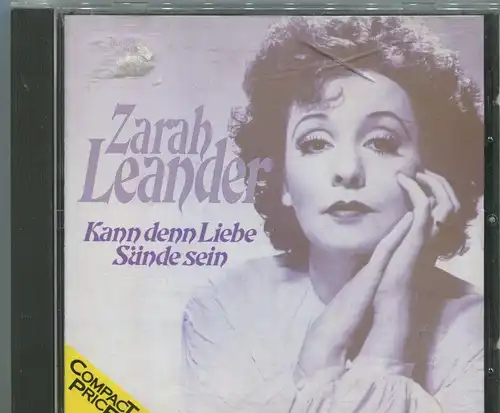 Zarah
Leander
Kann denn Liebe
Sünde sein
COMPACT
PRICE